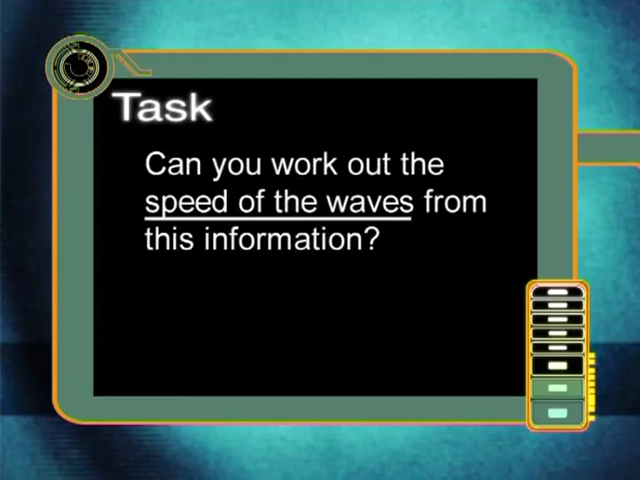 Task
Can you work out the
speed of the waves from
this information?